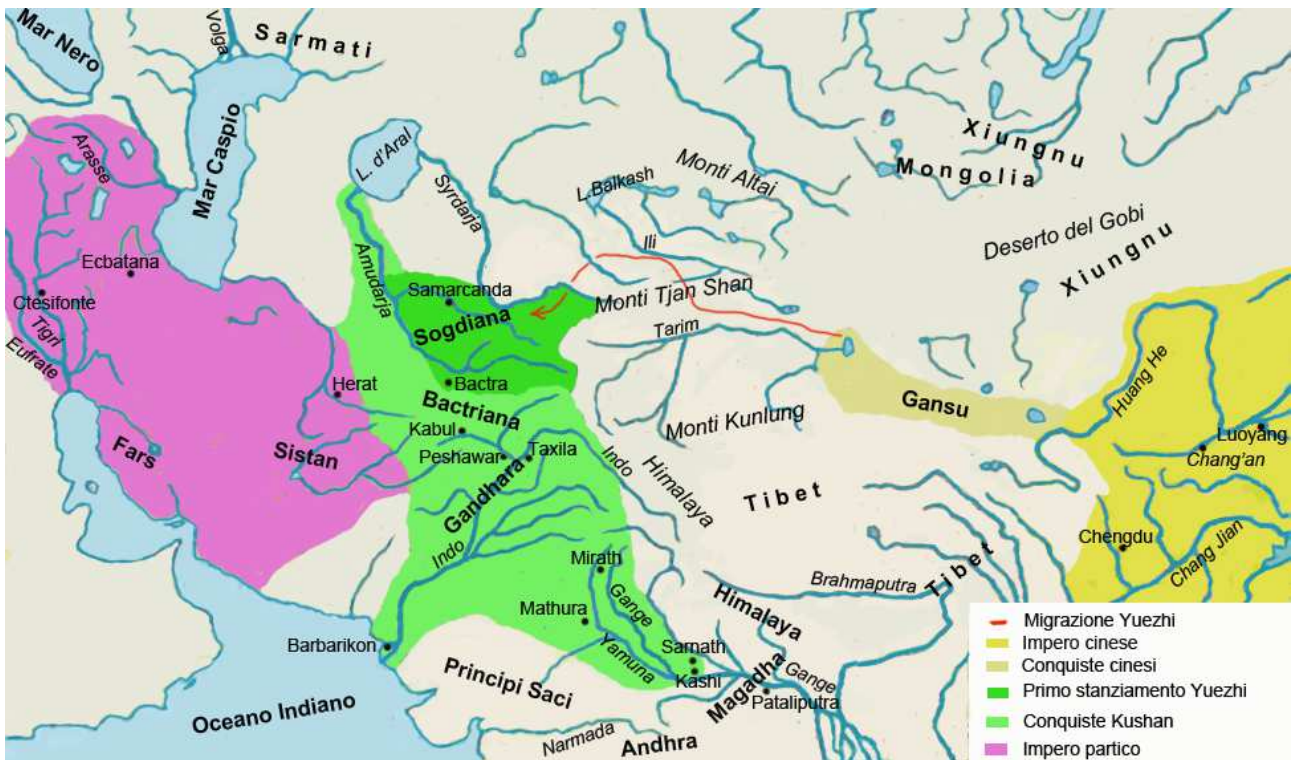 Mar Nero
Volga
Sarmati
Mar Caspio
Arasse
L. d'Aral
Syrdarja
L.Balkash
Monti Altai
Xiungnu
Mongolia
Ili
Deserto del Gobi
Xiungnu
Ecbatana
Ctesifonte
Tigri
Eufrate
Amudarja
Samarcanda
Sogdiana
Monti Tjan Shan
Tarim
Herat
Bactra
Bactriana
Gansu
Huang He
Monti Kunlung
Luoyang
Chang'an
Fars
Sistan
Kabul
Peshawar
Taxila
Gandhara
Indo
Himalaya
Tibet
Chengdu
Chang Jian
Indo
Mirath
Gange
Mathura
Yamuna
Brahmaputra
Tibet
Himalaya
Barbarikon
Sarnath
Kashi
Principi Saci
Magadha
Gange
Pataliputra
Oceano Indiano
Narmada
Andhra
Migrazione Yuezhi
Impero cinese
Conquiste cinesi
Primo stanziamento Yuezhi
Conquiste Kushan
Impero partico